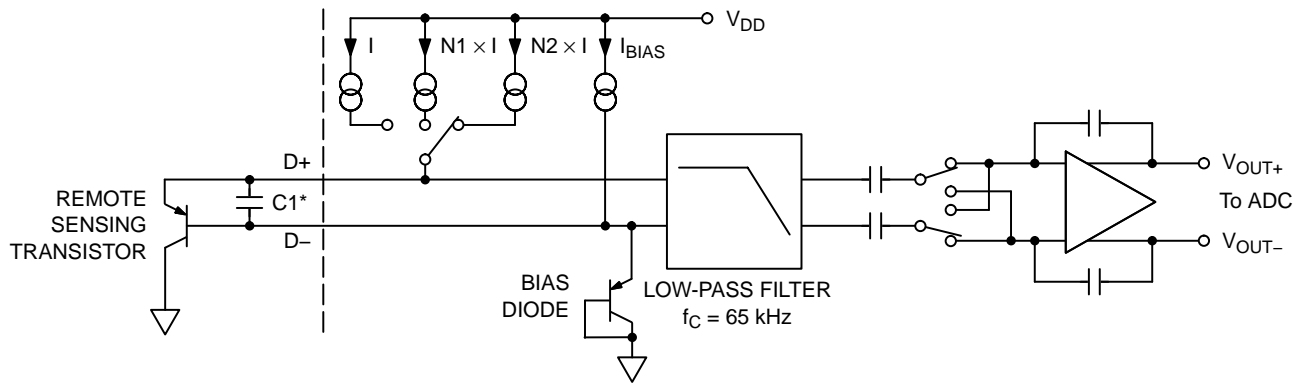 V_DD
I
N1 × I
N2 × I
I_BIAS
D+
REMOTE
SENSING
TRANSISTOR
C1*
D−
V_OUT+
To ADC
V_OUT−
BIAS
DIODE
LOW-PASS FILTER
f_C = 65 kHz